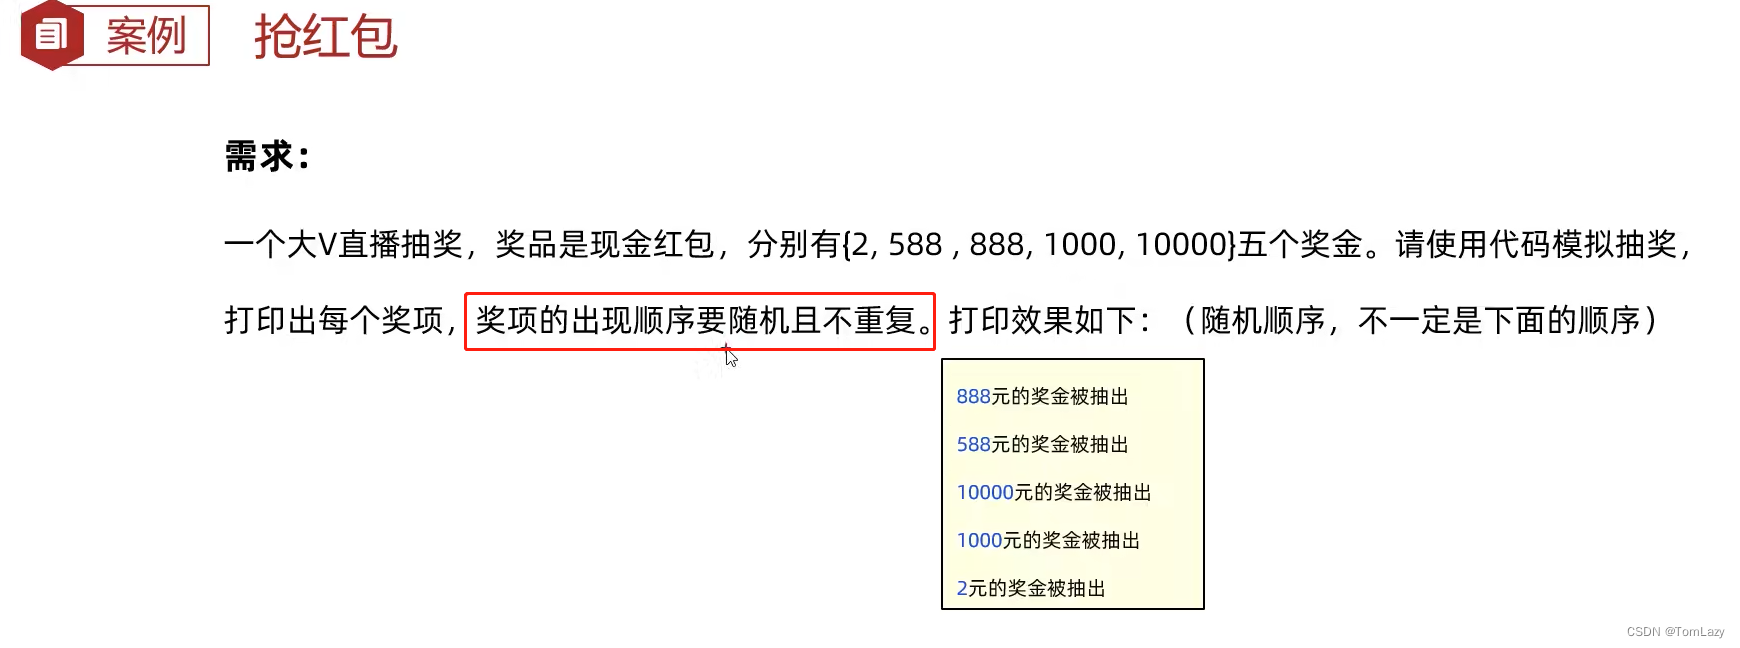 案例 抢红包
需求：
一个大V直播抽奖，奖品是现金红包，分别有{2, 588 , 888, 1000, 10000}五个奖金。请使用代码模拟抽奖，
打印出每个奖项，奖项的出现顺序要随机且不重复。打印效果如下：（随机顺序，不一定是下面的顺序）
888元的奖金被抽出
588元的奖金被抽出
10000元的奖金被抽出
1000元的奖金被抽出
2元的奖金被抽出
CSDN @TomLazy